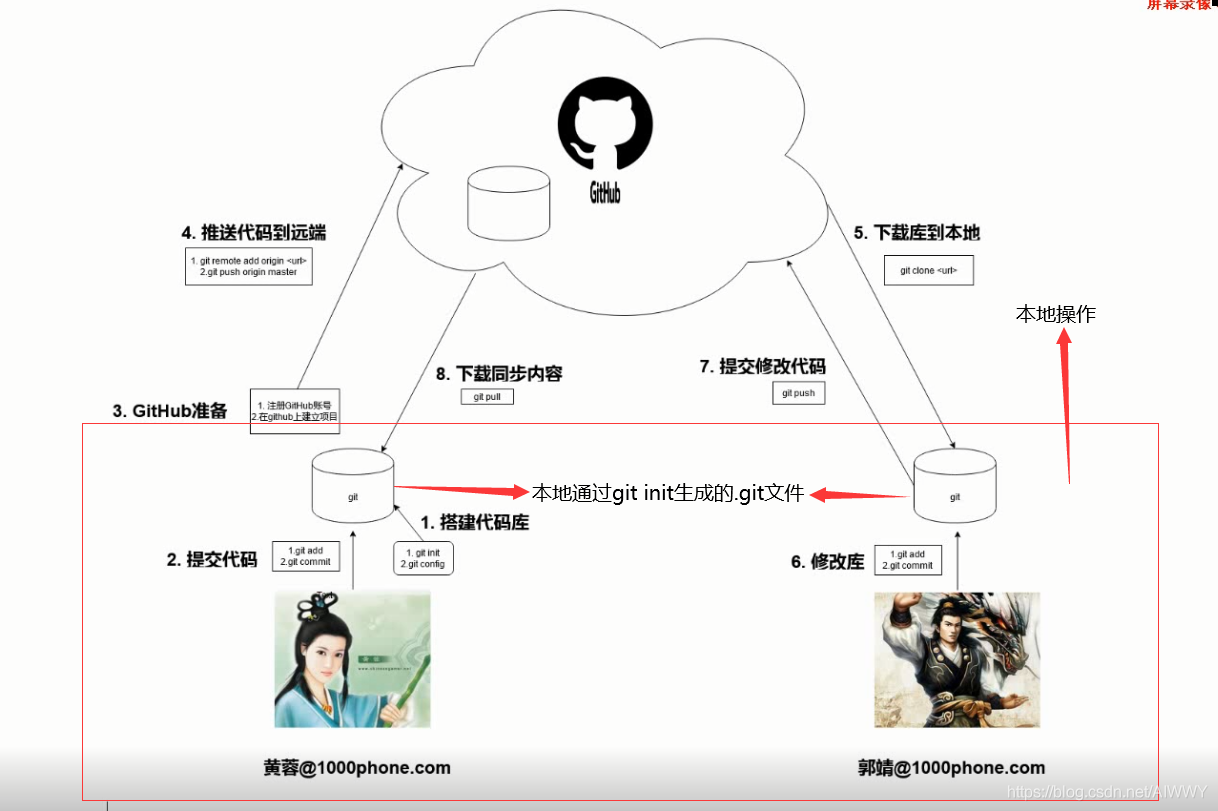 屏幕录像
GitHub
4. 推送代码到远端
1. git remote add origin <url>
2.git push origin master
5. 下载库到本地
git clone <url>
本地操作
8. 下载同步内容
git pull
7. 提交修改代码
git push
3. GitHub准备
1. 注册GitHub账号
2.在github上建立项目
git
本地通过git init生成的.git文件
git
1. 搭建代码库
1. git init
2.git config
2. 提交代码
1.git add
2.git commit
6. 修改库
1.git add
2.git commit
黄蓉@1000phone.com
郭靖@1000phone.com
https://blog.csdn.net/AIWWY